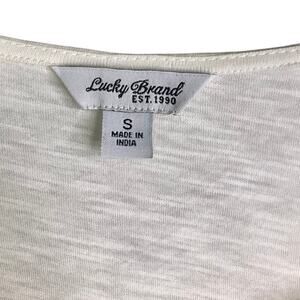 Lucky Brand
EST. 1990
S
MADE IN
INDIA